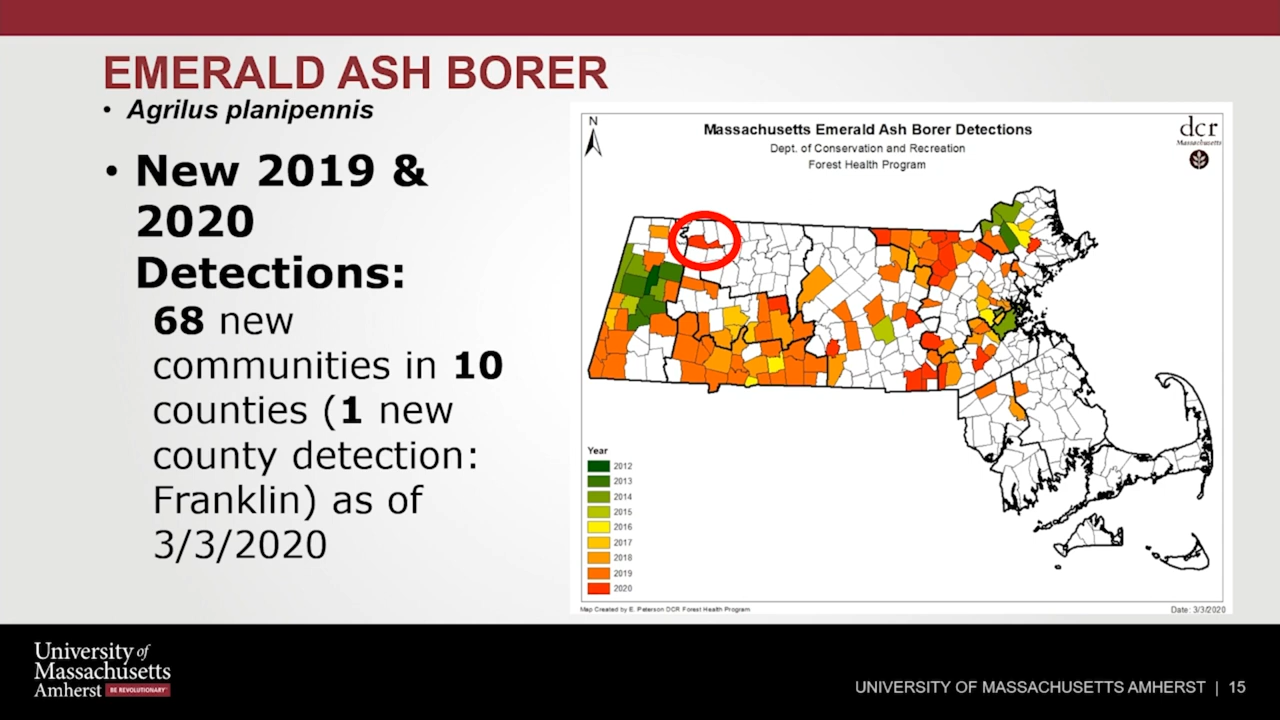 EMERALD ASH BORER
• Agrilus planipennis
• New 2019 &
2020
Detections:
68 new
communities in 10
counties (1 new
county detection:
Franklin) as of
3/3/2020
N
Massachusetts Emerald Ash Borer Detections
Dept. of Conservation and Recreation
Forest Health Program
dcr
Massachusetts
Year
2012
2013
2014
2015
2016
2017
2018
2019
2020
Map Created by E. Paterson DCR Forest Health Program
Date: 3/3/2020
University of
Massachusetts
Amherst BE REVOLUTIONARY
UNIVERSITY OF MASSACHUSETTS AMHERST | 15